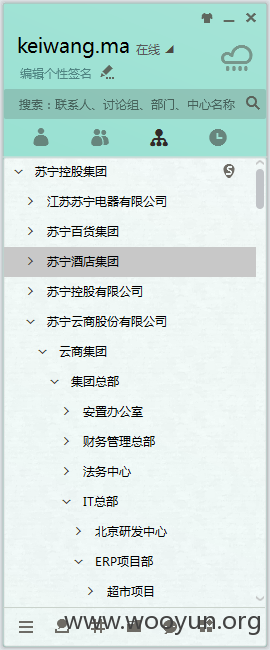 keiwang.ma 在线
编辑个性签名
搜索：联系人、讨论组、部门、中心名称
苏宁控股集团
江苏苏宁电器有限公司
苏宁百货集团
苏宁酒店集团
苏宁控股有限公司
苏宁云商股份有限公司
云商集团
集团总部
安置办公室
财务管理总部
法务中心
IT总部
北京研发中心
ERP项目部
超市项目
www.wooyun.org